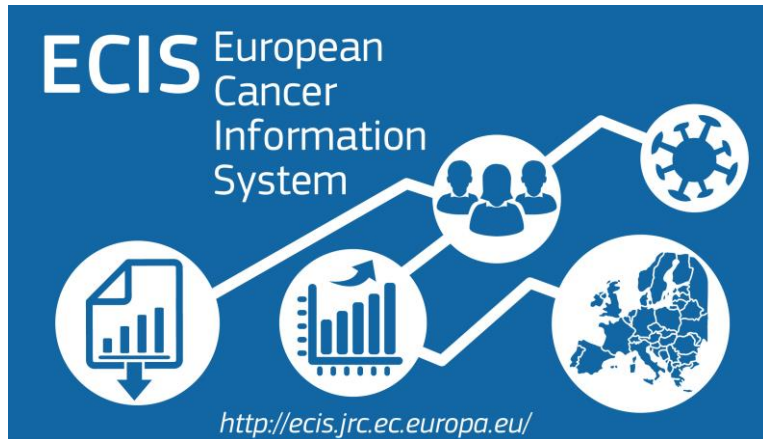 ECIS European
Cancer
Information
System
http://ecis.jrc.ec.europa.eu/